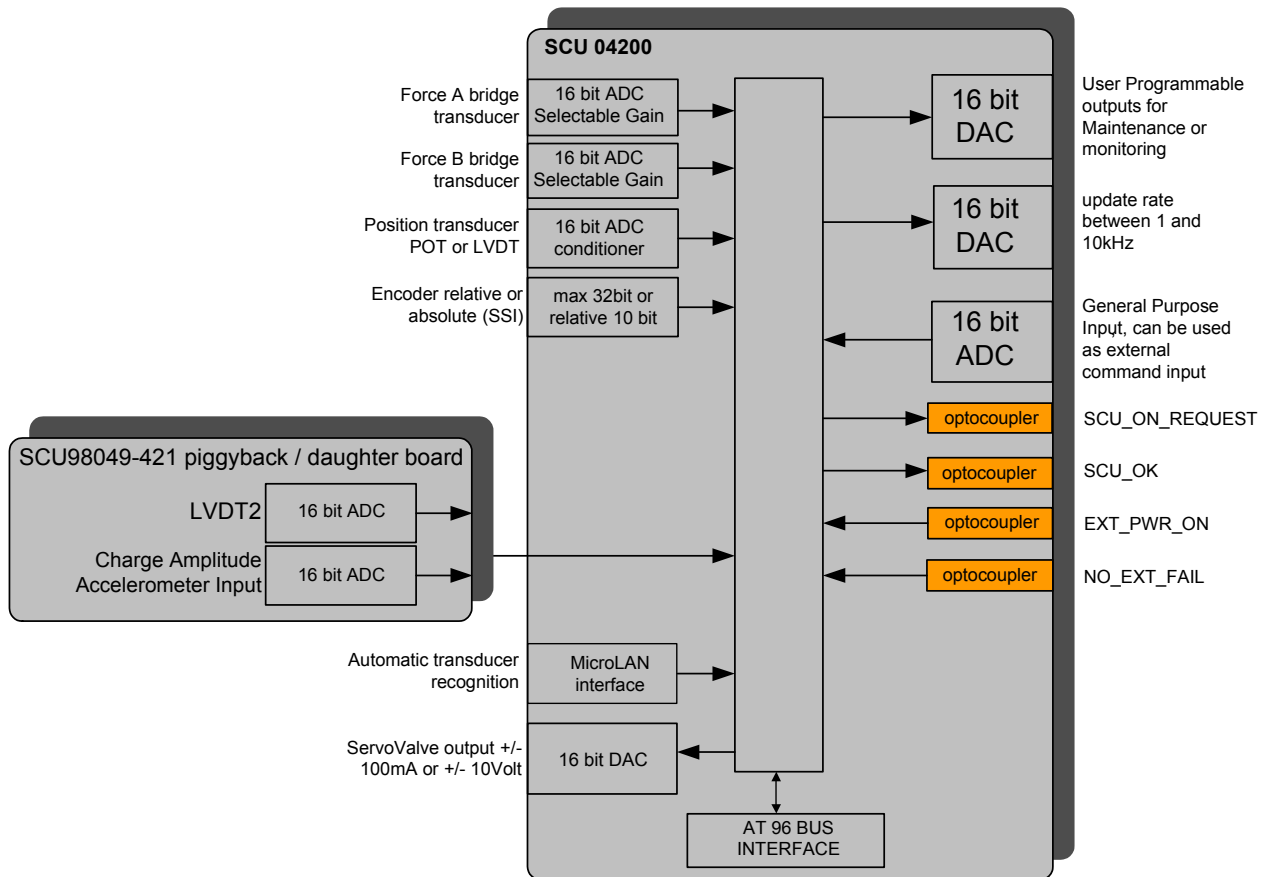 SCU 04200
Force A bridge
transducer
16 bit ADC
Selectable Gain
Force B bridge
transducer
16 bit ADC
Selectable Gain
Position transducer
POT or LVDT
16 bit ADC
conditioner
Encoder relative or
absolute (SSI)
max 32bit or
relative 10 bit
16 bit
DAC
User Programmable
outputs for
Maintenance or
monitoring
16 bit
DAC
update rate
between 1 and
10kHz
16 bit
ADC
General Purpose
Input, can be used
as external
command input
optocoupler
SCU_ON_REQUEST
optocoupler
SCU_OK
optocoupler
EXT_PWR_ON
optocoupler
NO_EXT_FAIL
SCU98049-421 piggyback / daughter board
LVDT2
16 bit ADC
Charge Amplitude
Accelerometer Input
16 bit ADC
Automatic transducer
recognition
MicroLAN
interface
ServoValve output +/-
100mA or +/- 10Volt
16 bit DAC
AT 96 BUS
INTERFACE